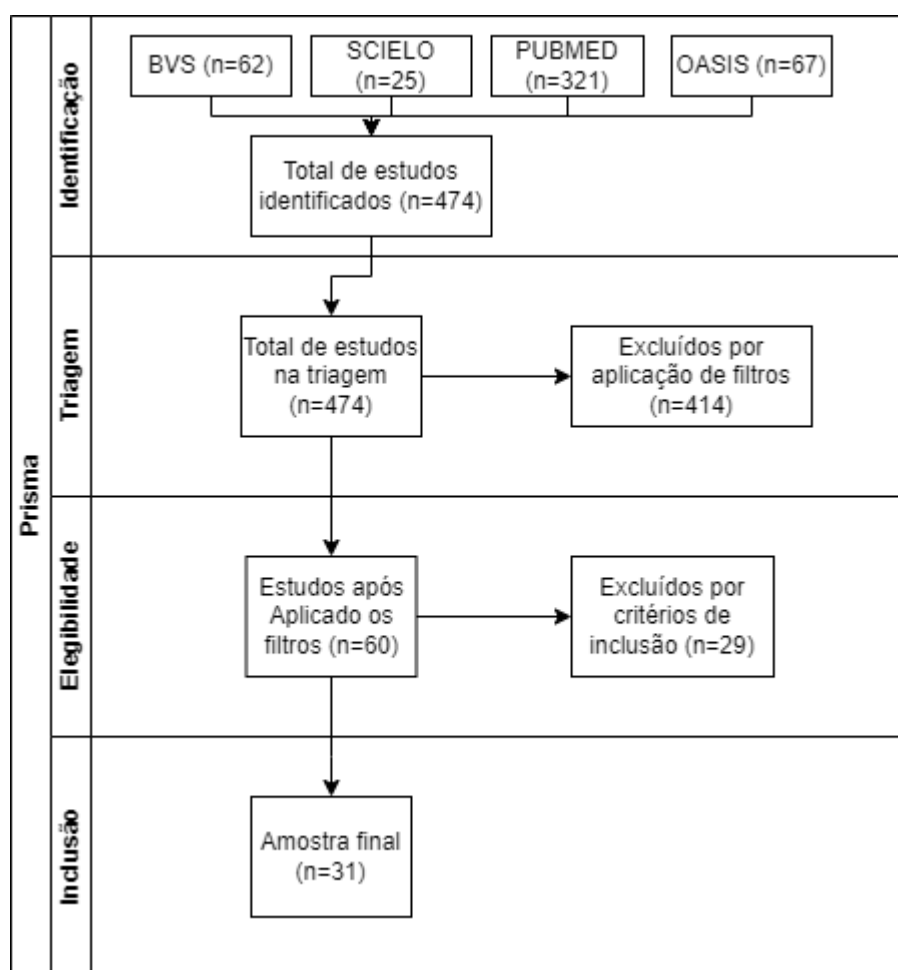 Prisma
Identificação
BVS (n=62)
SCIELO
(n=25)
PUBMED
(n=321)
OASIS (n=67)
Total de estudos
identificados (n=474)
Triagem
Total de estudos
na triagem
(n=474)
Excluídos por
aplicação de filtros
(n=414)
Elegibilidade
Estudos após
Aplicado os
filtros (n=60)
Excluídos por
critérios de
inclusão (n=29)
Inclusão
Amostra final
(n=31)